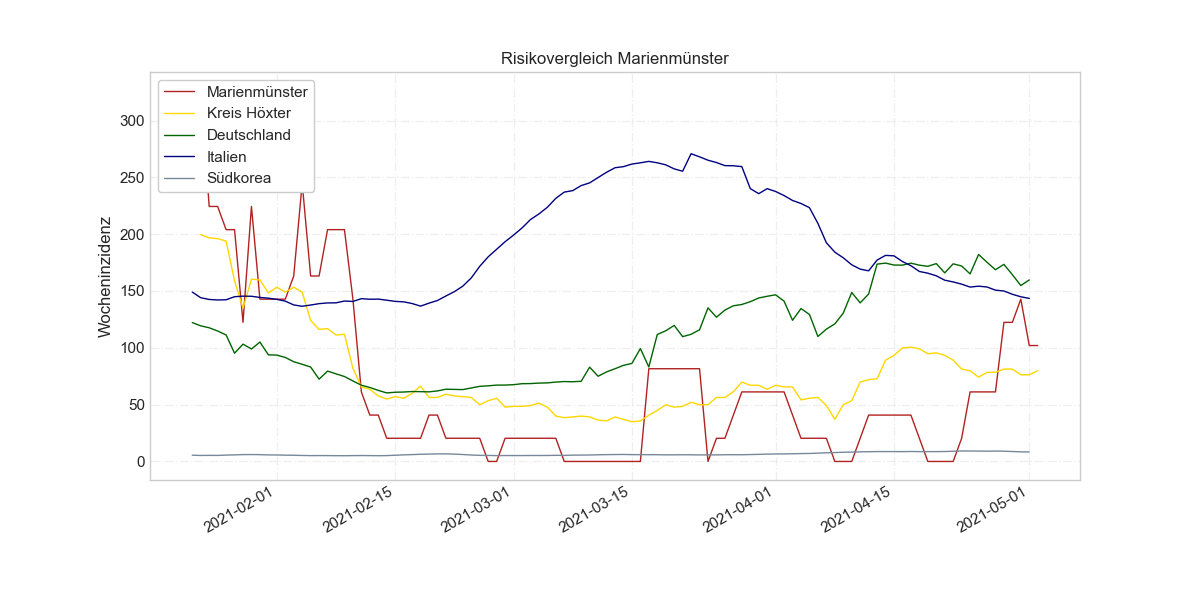 Risikovergleich Marienmünster
Marienmünster
Kreis Höxter
Deutschland
Italien
Südkorea
Wocheninzidenz
300
250
200
150
100
50
0
2021-02-01
2021-02-15
2021-03-01
2021-03-15
2021-04-01
2021-04-15
2021-05-01